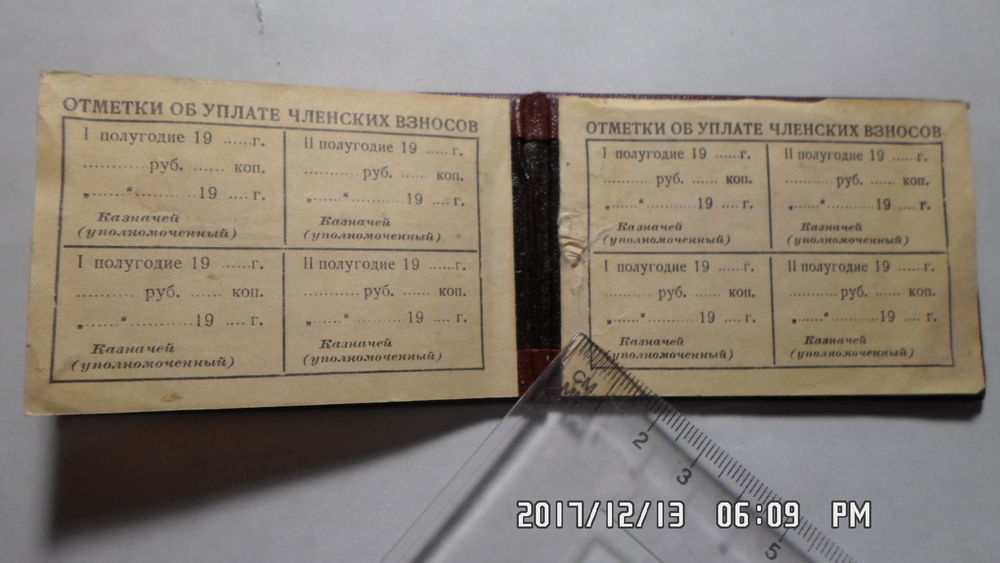 ОТМЕТКИ ОБ УПЛАТЕ ЧЛЕНСКИХ ВЗНОСОВ
I полугодие 19 ......г.
............ руб. ...... коп.
„......“............19 .... г.
Казначей
(уполномоченный)
II полугодие 19 ..... г.
............ руб. ...... коп.
„......“............19 .... г.
Казначей
(уполномоченный)
I полугодие 19 ......г.
............ руб. ...... коп.
„......“............19 .... г.
Казначей
(уполномоченный)
II полугодие 19 ......г.
............ руб. ...... коп.
„......“............19 .... г.
Казначей
(уполномоченный)
ОТМЕТКИ ОБ УПЛАТЕ ЧЛЕНСКИХ ВЗНОСОВ
I полугодие 19 ......г.
............ руб. ...... коп.
„......“............19 .... г.
Казначей
(уполномоченный)
II полугодие 19 ......г.
............ руб. ...... коп.
„......“............19 .... г.
Казначей
(уполномоченный)
I полугодие 19 ......г.
............ руб. ...... коп.
„......“............19 .... г.
Казначей
(уполномоченный)
II полугодие 19 ......г.
............ руб. ...... коп.
„......“............19 .... г.
Казначей
(уполномоченный)
СМ
ММ
2
3
5
2017/12/13 06:09 PM